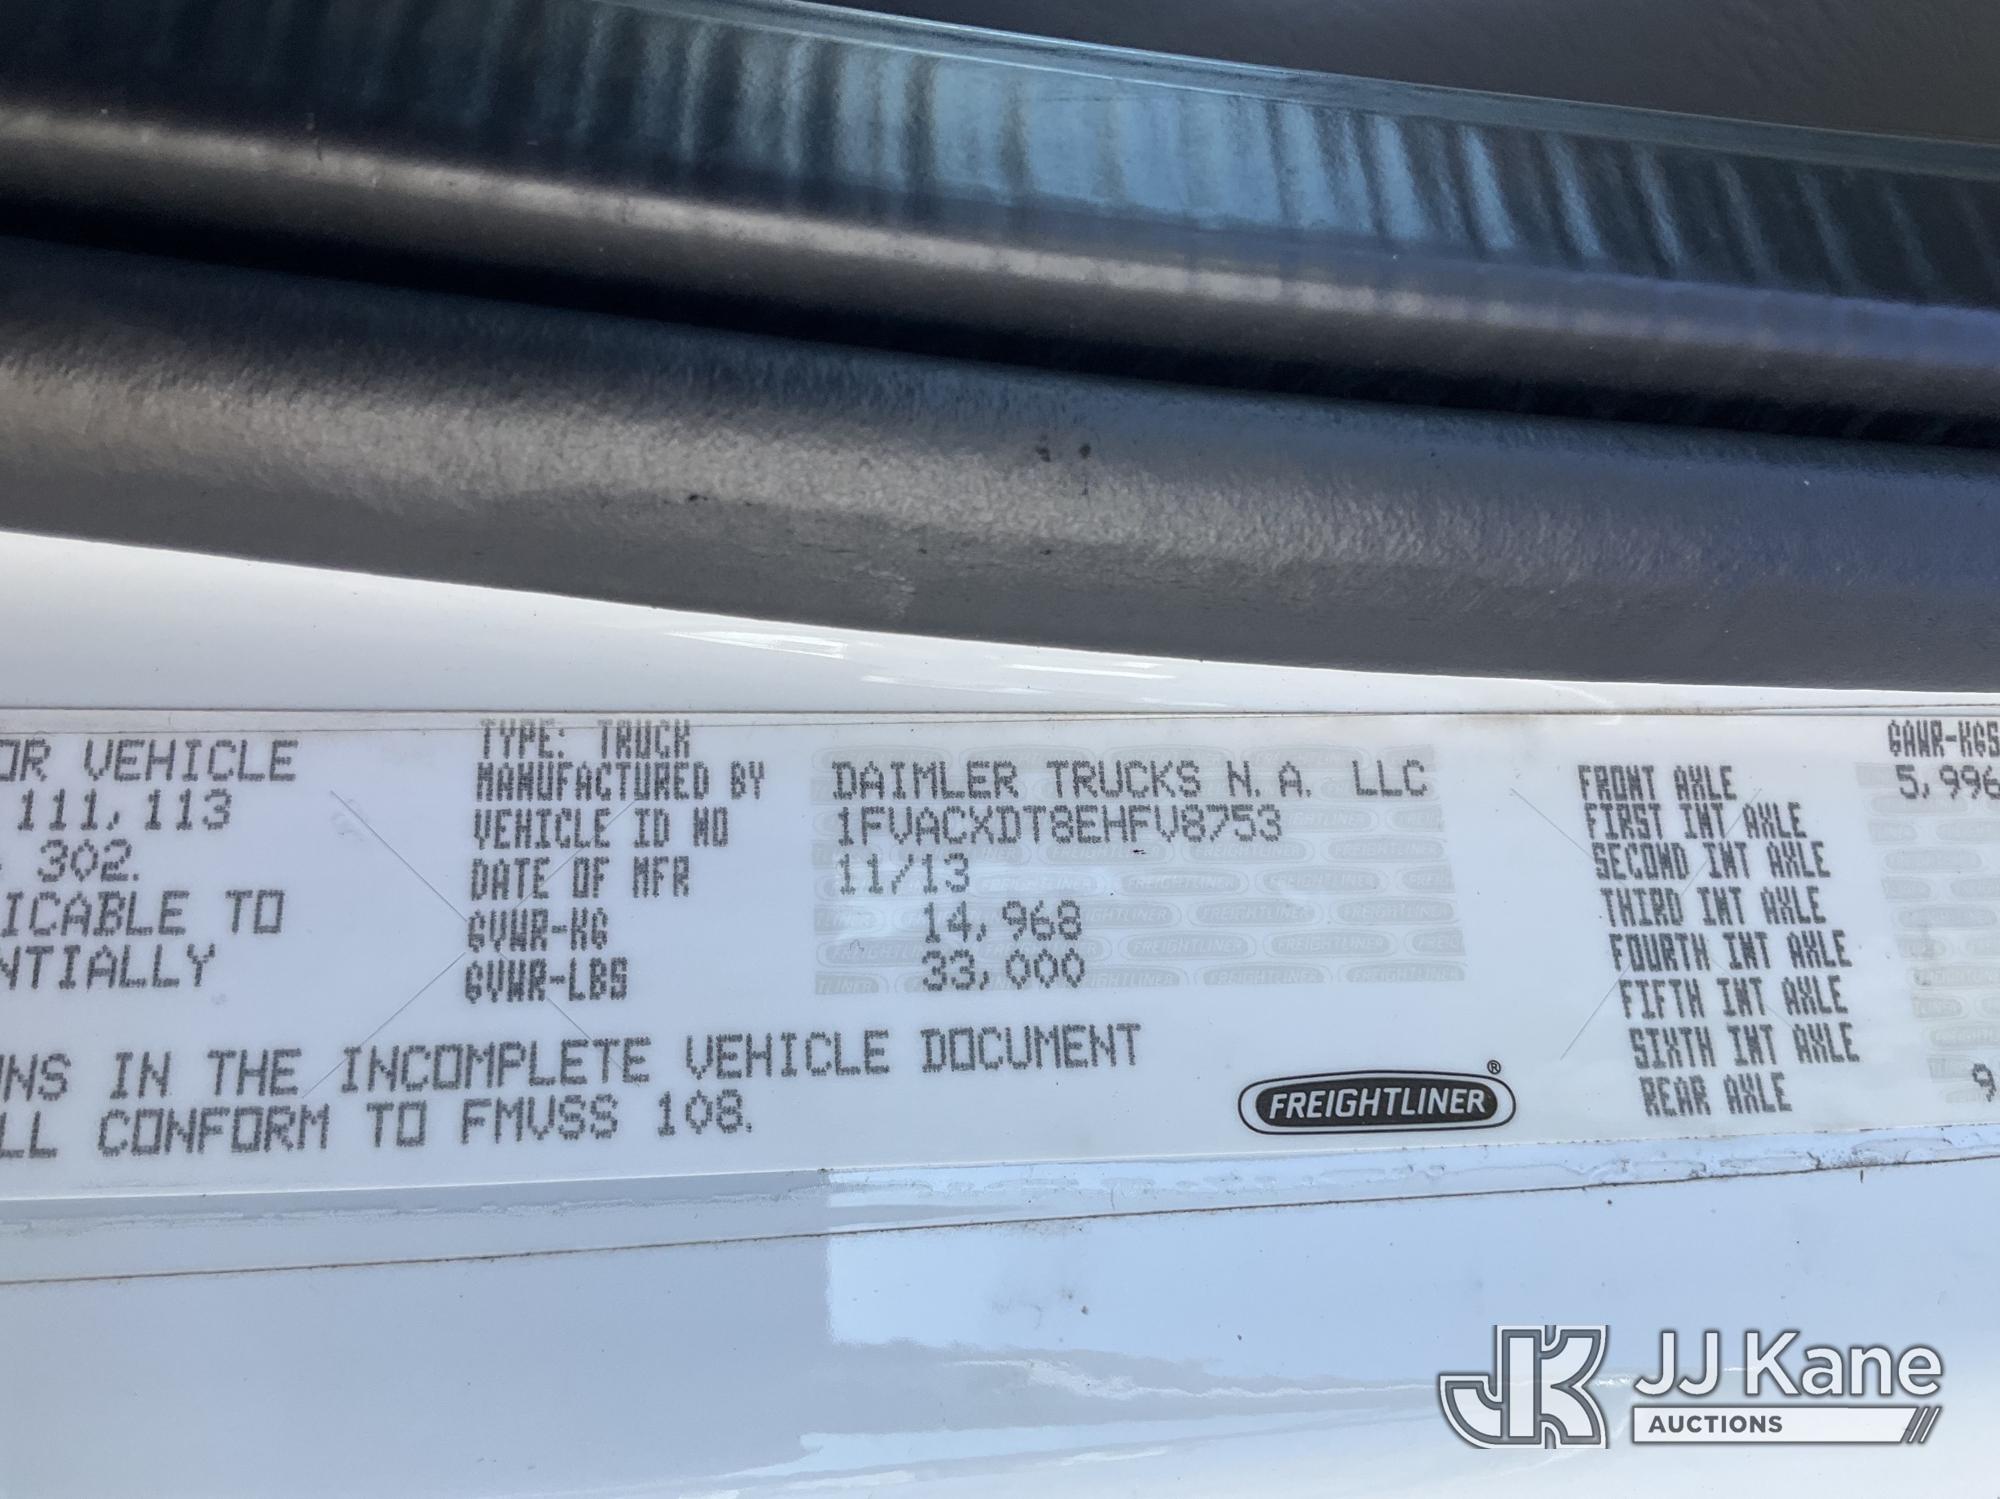 OR VEHICLE
111,113
302.
ICABLE TO
NTIALLY
NS IN THE INCOMPLETE VEHICLE DOCUMENT
LL CONFORM TO FMVSS 108.
TYPE: TRUCK
MANUFACTURED BY DAIMLER TRUCKS N.A. LLC
VEHICLE ID NO 1FVACXDT8EHFV8753
DATE OF MFR 11/13
GVWR-KG 14,968
GVWR-LBS 33,000
FREIGHTLINER®
GAWR-KGS
FRONT AXLE 5,996
FIRST INT AXLE
SECOND INT AXLE
THIRD INT AXLE
FOURTH INT AXLE
FIFTH INT AXLE
SIXTH INT AXLE
REAR AXLE 9
JK JJ Kane
AUCTIONS